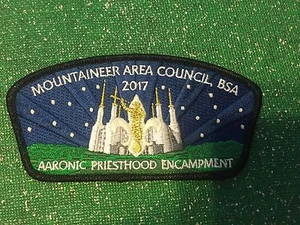 MOUNTAINEER AREA COUNCIL, BSA
2017
AARONIC PRIESTHOOD ENCAMPMENT